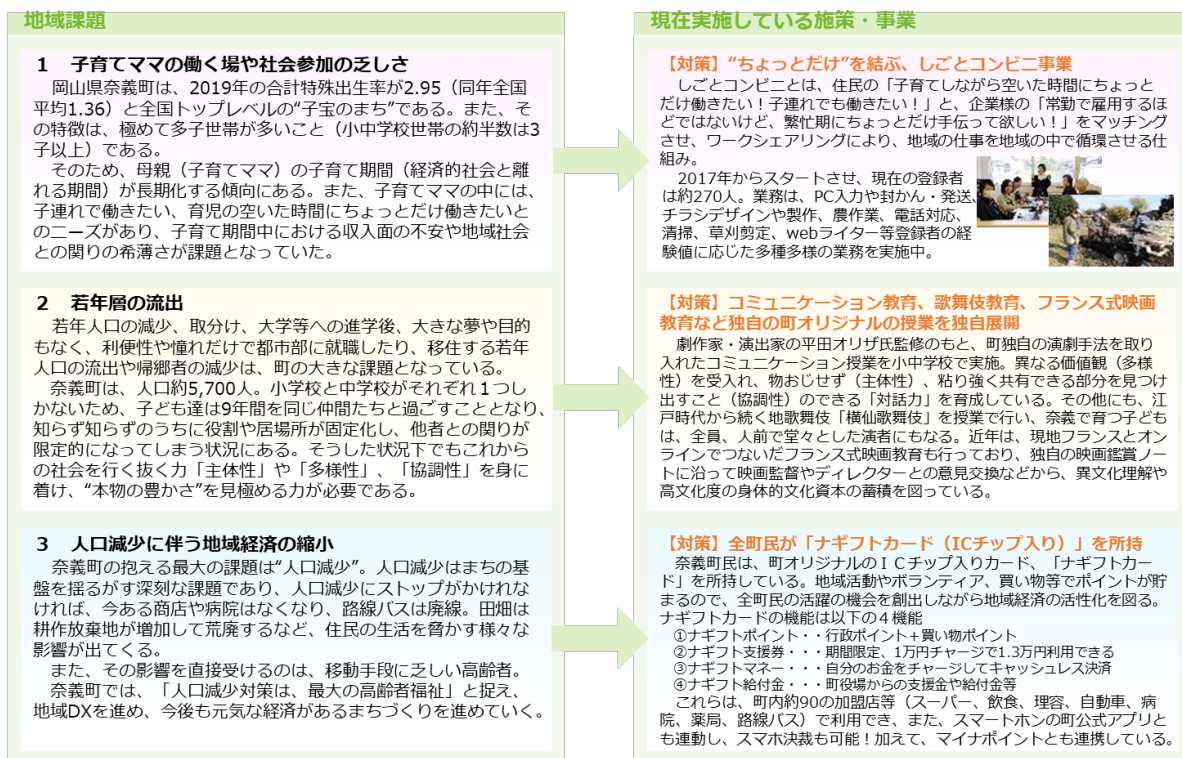 地域課題
1　子育てママの働く場や社会参加の乏しさ
岡山県奈義町は、2019年の合計特殊出生率が2.95（同年全国
平均1.36）と全国トップレベルの“子宝のまち”である。また、そ
の特徴は、極めて多子世帯が多いこと（小中学校世帯の約半数は3
子以上）である。
そのため、母親（子育てママ）の子育て期間（経済的社会と離
れる期間）が長期化する傾向にある。また、子育てママの中には、
子連れで働きたい、育児の空いた時間にちょっとだけ働きたいと
のニーズがあり、子育て期間中における収入面の不安や地域社会
との関りの希薄さが課題となっていた。
2　若年層の流出
若年人口の減少、取分け、大学等への進学後、大きな夢や目的
もなく、利便性や憧れだけで都市部に就職したり、移住する若年
人口の流出や帰郷者の減少は、町の大きな課題となっている。
奈義町は、人口約5,700人。小学校と中学校がそれぞれ１つし
かないため、子ども達は9年間を同じ仲間たちと過ごすこととなり、
知らず知らずのうちに役割や居場所が固定化し、他者との関りが
限定的になってしまう状況にある。そうした状況下でもこれから
の社会を行く抜く力「主体性」や「多様性」、「協調性」を身に
着け、“本物の豊かさ”を見極める力が必要である。
3　人口減少に伴う地域経済の縮小
奈義町の抱える最大の課題は“人口減少”。人口減少はまちの基
盤を揺るがす深刻な課題であり、人口減少にストップがかけれな
ければ、今ある商店や病院はなくなり、路線バスは廃線。田畑は
耕作放棄地が増加して荒廃するなど、住民の生活を脅かす様々な
影響が出てくる。
また、その影響を直接受けるのは、移動手段に乏しい高齢者。
奈義町では、「人口減少対策は、最大の高齢者福祉」と捉え、
地域DXを進め、今後も元気な経済があるまちづくりを進めていく。
現在実施している施策・事業
【対策】“ちょっとだけ”を結ぶ、しごとコンビニ事業
しごとコンビニとは、住民の「子育てしながら空いた時間にちょっと
だけ働きたい！子連れでも働きたい！」と、企業様の「常勤で雇用するほ
どではないけど、繁忙期にちょっとだけ手伝って欲しい！」をマッチング
させ、ワークシェアリングにより、地域の仕事を地域の中で循環させる仕
組み。
2017年からスタートさせ、現在の登録者
は約270人。業務は、PC入力や封かん・発送、
チラシデザインや製作、農作業、電話対応、
清掃、草刈剪定、webライター等登録者の経
験値に応じた多種多様の業務を実施中。
【対策】コミュニケーション教育、歌舞伎教育、フランス式映画
教育など独自の町オリジナルの授業を独自展開
劇作家・演出家の平田オリザ氏監修のもと、町独自の演劇手法を取り
入れたコミュニケーション授業を小中学校で実施。異なる価値観（多様
性）を受入れ、物おじせず（主体性）、粘り強く共有できる部分を見つけ
出すこと（協調性）のできる「対話力」を育成している。その他にも、江
戸時代から続く地歌舞伎「横仙歌舞伎」を授業で行い、奈義で育つ子ども
は、全員、人前で堂々とした演者にもなる。近年は、現地フランスとオン
ラインでつないだフランス式映画教育も行っており、独自の映画鑑賞ノー
トに沿って映画監督やディレクターとの意見交換などから、異文化理解や
高文化度の身体的文化資本の蓄積を図っている。
【対策】全町民が「ナギフトカード（ICチップ入り）」を所持
奈義町民は、町オリジナルのＩＣチップ入りカード、「ナギフトカー
ド」を所持している。地域活動やボランティア、買い物等でポイントが貯
まるので、全町民の活躍の機会を創出しながら地域経済の活性化を図る。
ナギフトカードの機能は以下の４機能
①ナギフトポイント・・行政ポイント＋買い物ポイント
②ナギフト支援券・・・期間限定、1万円チャージで1.3万円利用できる
③ナギフトマネー・・・自分のお金をチャージしてキャッシュレス決済
④ナギフト給付金・・・町役場からの支援金や給付金等
これらは、町内約90の加盟店等（スーパー、飲食、理容、自動車、病
院、薬局、路線バス）で利用でき、また、スマートホンの町公式アプリと
も連動し、スマホ決裁も可能！加えて、マイナポイントとも連携している。